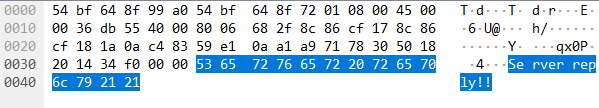 0000 54 bf 64 8f 99 a0 54 bf 64 8f 72 01 08 00 45 00 T·d···T·d·r···E·
0010 00 36 db 55 40 00 80 06 68 2f 8c 86 cf 17 8c 86 ·6·U@···h/······
0020 cf 18 1a 0a c4 83 59 e1 0a a1 a9 71 78 30 50 18 ······Y····qx0P·
0030 20 14 34 f0 00 00 53 65 72 76 65 72 20 72 65 70 ·4···Server rep
0040 6c 79 21 21 ly!!